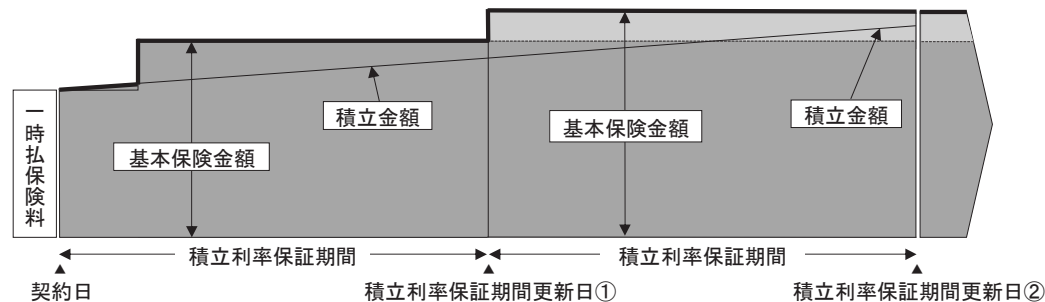 一時払保険料
積立金額
基本保険金額
基本保険金額
積立金額
積立利率保証期間
積立利率保証期間
契約日
積立利率保証期間更新日①
積立利率保証期間更新日②